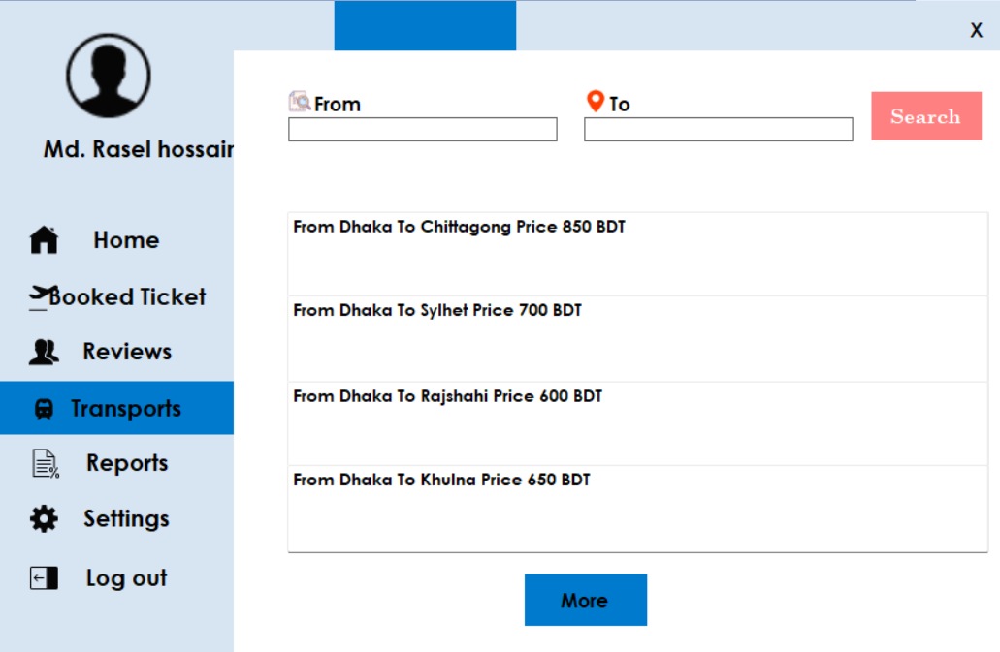 X
Md. Rasel hossain
Home
Booked Ticket
Reviews
Transports
Reports
Settings
Log out
From
To
Search
From Dhaka To Chittagong Price 850 BDT
From Dhaka To Sylhet Price 700 BDT
From Dhaka To Rajshahi Price 600 BDT
From Dhaka To Khulna Price 650 BDT
More